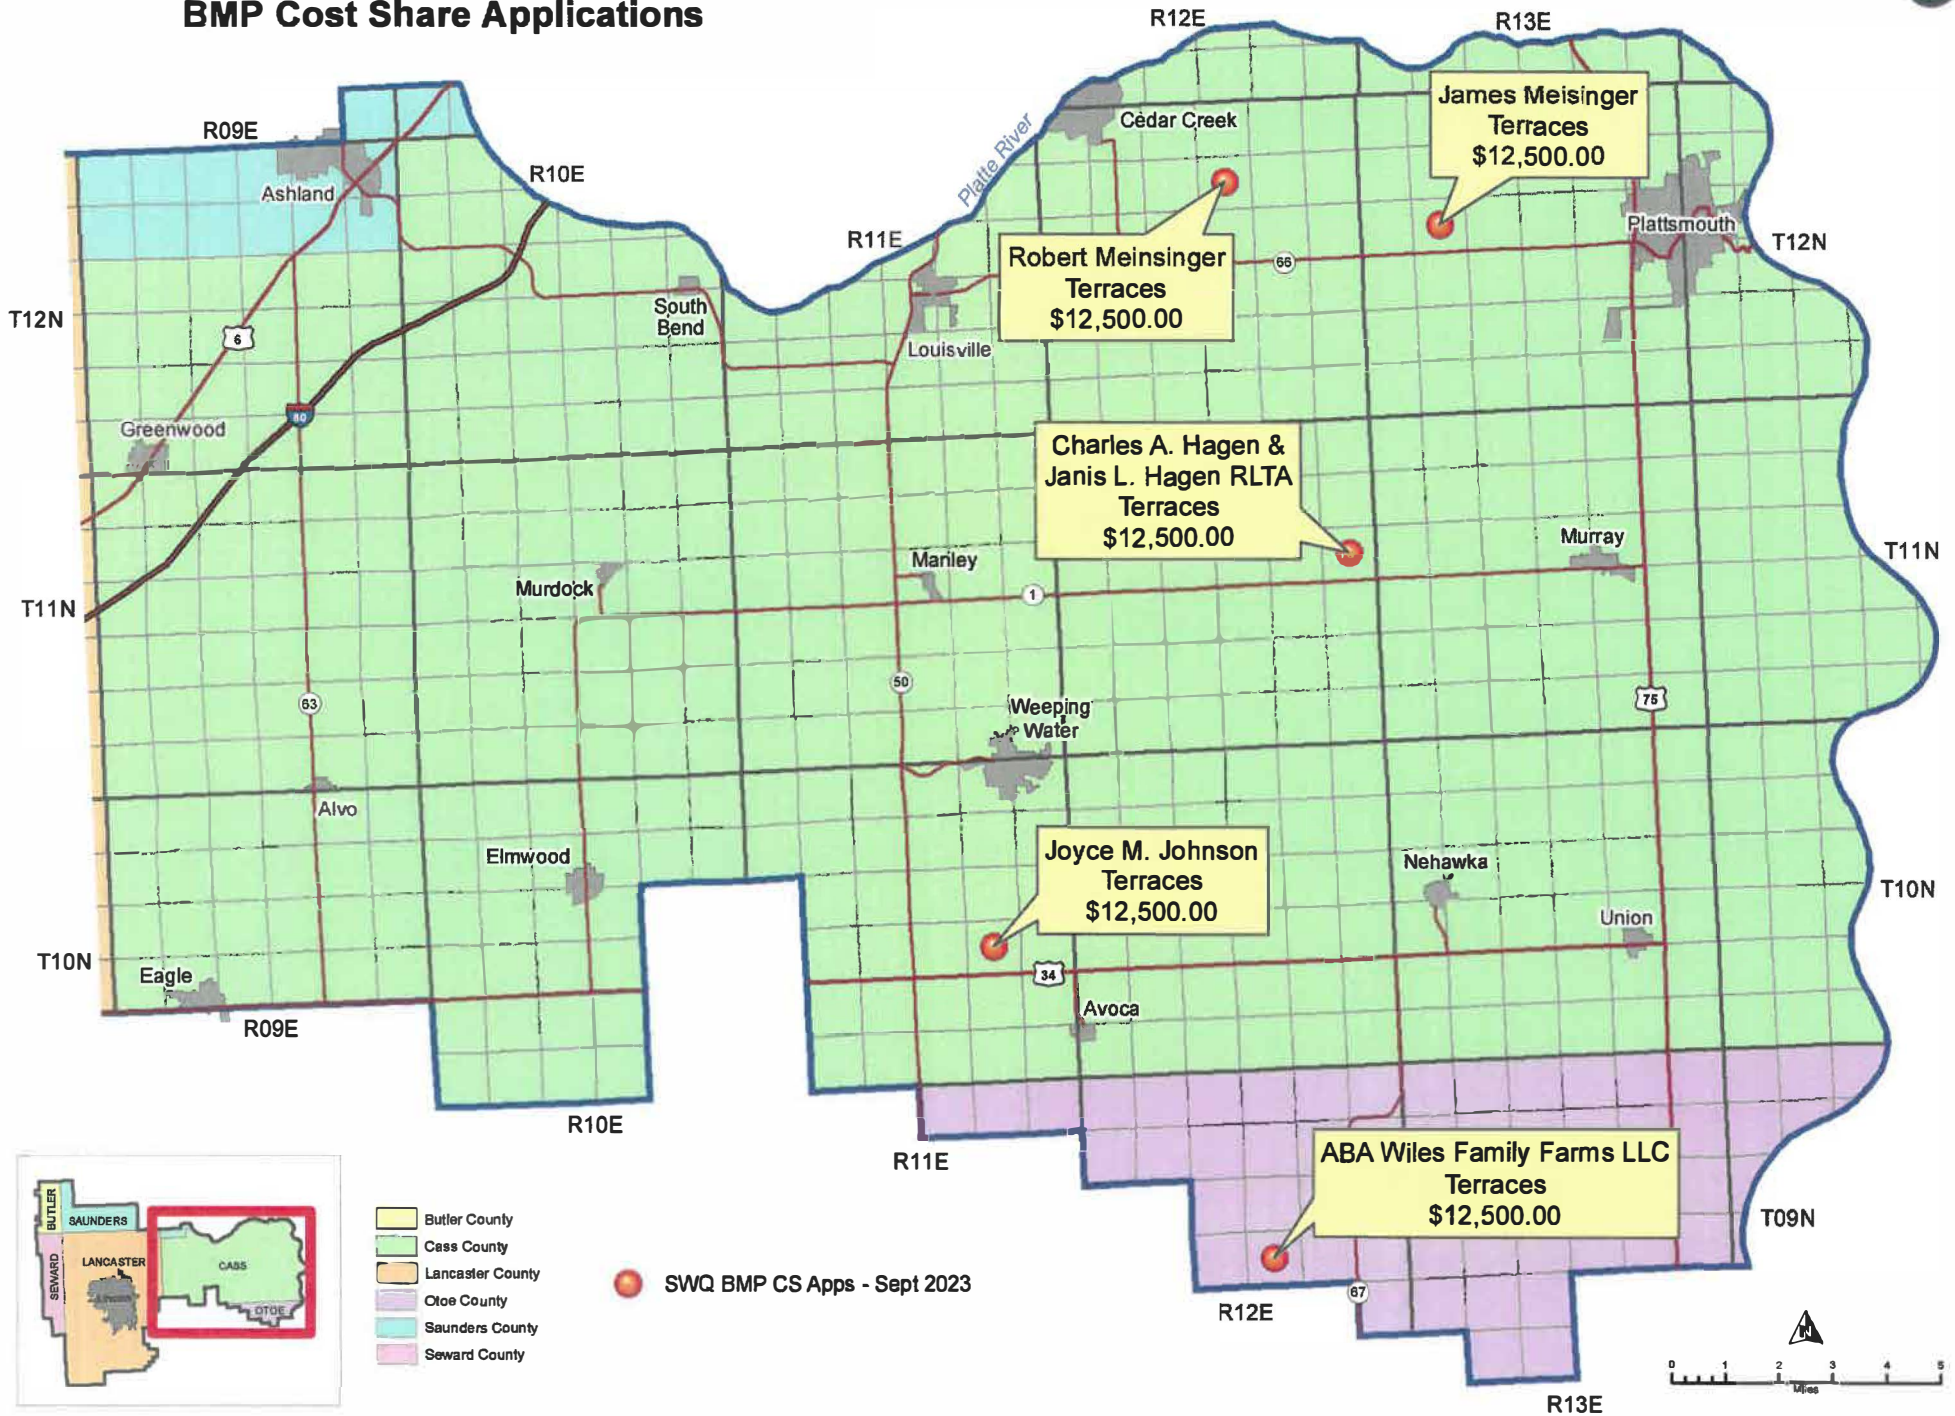 BMP Cost Share Applications
R12E
R13E
R09E
R10E
R11E
Platte River
Cedar Creek
James Meisinger
Terraces
$12,500.00
Ashland
Plattsmouth
T12N
Robert Meinsinger
Terraces
$12,500.00
66
T12N
6
South
Bend
Louisville
80
Greenwood
Charles A. Hagen &
Janis L. Hagen RLTA
Terraces
$12,500.00
Murray
T11N
Manley
Murdock
1
T11N
63
50
Weeping
Water
75
Alvo
Elmwood
Joyce M. Johnson
Terraces
$12,500.00
Nehawka
T10N
Union
T10N
Eagle
34
Avoca
R09E
R10E
R11E
ABA Wiles Family Farms LLC
Terraces
$12,500.00
T09N
67
R12E
R13E
BUTLER
SAUNDERS
SEWARD
LANCASTER
CASS
OTOE
Butler County
Cass County
Lancaster County
Otoe County
Saunders County
Seward County
SWQ BMP CS Apps - Sept 2023
N
0 1 2 3 4 5
Miles